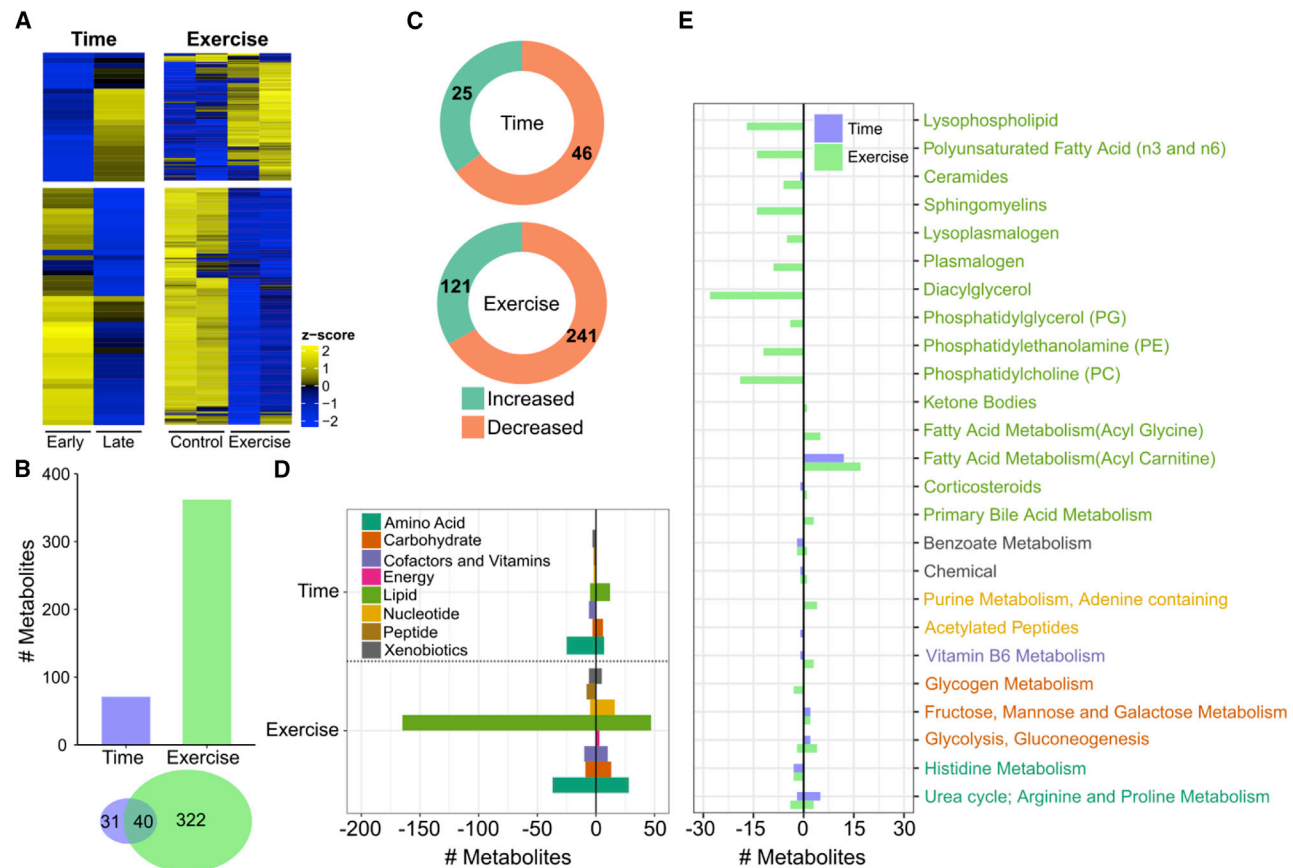 A
Time
Exercise
z-score
2
1
0
-1
-2
Early
Late
Control
Exercise
B
# Metabolites
400
300
200
100
0
Time
Exercise
31
40
322
C
25
Time
46
121
Exercise
241
Increased
Decreased
D
Amino Acid
Carbohydrate
Cofactors and Vitamins
Energy
Lipid
Nucleotide
Peptide
Xenobiotics
Time
Exercise
-200
-150
-100
-50
0
50
# Metabolites
E
Time
Exercise
Lysophospholipid
Polyunsaturated Fatty Acid (n3 and n6)
Ceramides
Sphingomyelins
Lysoplasmalogen
Plasmalogen
Diacylglycerol
Phosphatidylglycerol (PG)
Phosphatidylethanolamine (PE)
Phosphatidylcholine (PC)
Ketone Bodies
Fatty Acid Metabolism(Acyl Glycine)
Fatty Acid Metabolism(Acyl Carnitine)
Corticosteroids
Primary Bile Acid Metabolism
Benzoate Metabolism
Chemical
Purine Metabolism, Adenine containing
Acetylated Peptides
Vitamin B6 Metabolism
Glycogen Metabolism
Fructose, Mannose and Galactose Metabolism
Glycolysis, Gluconeogenesis
Histidine Metabolism
Urea cycle; Arginine and Proline Metabolism
-30
-15
0
15
30
# Metabolites